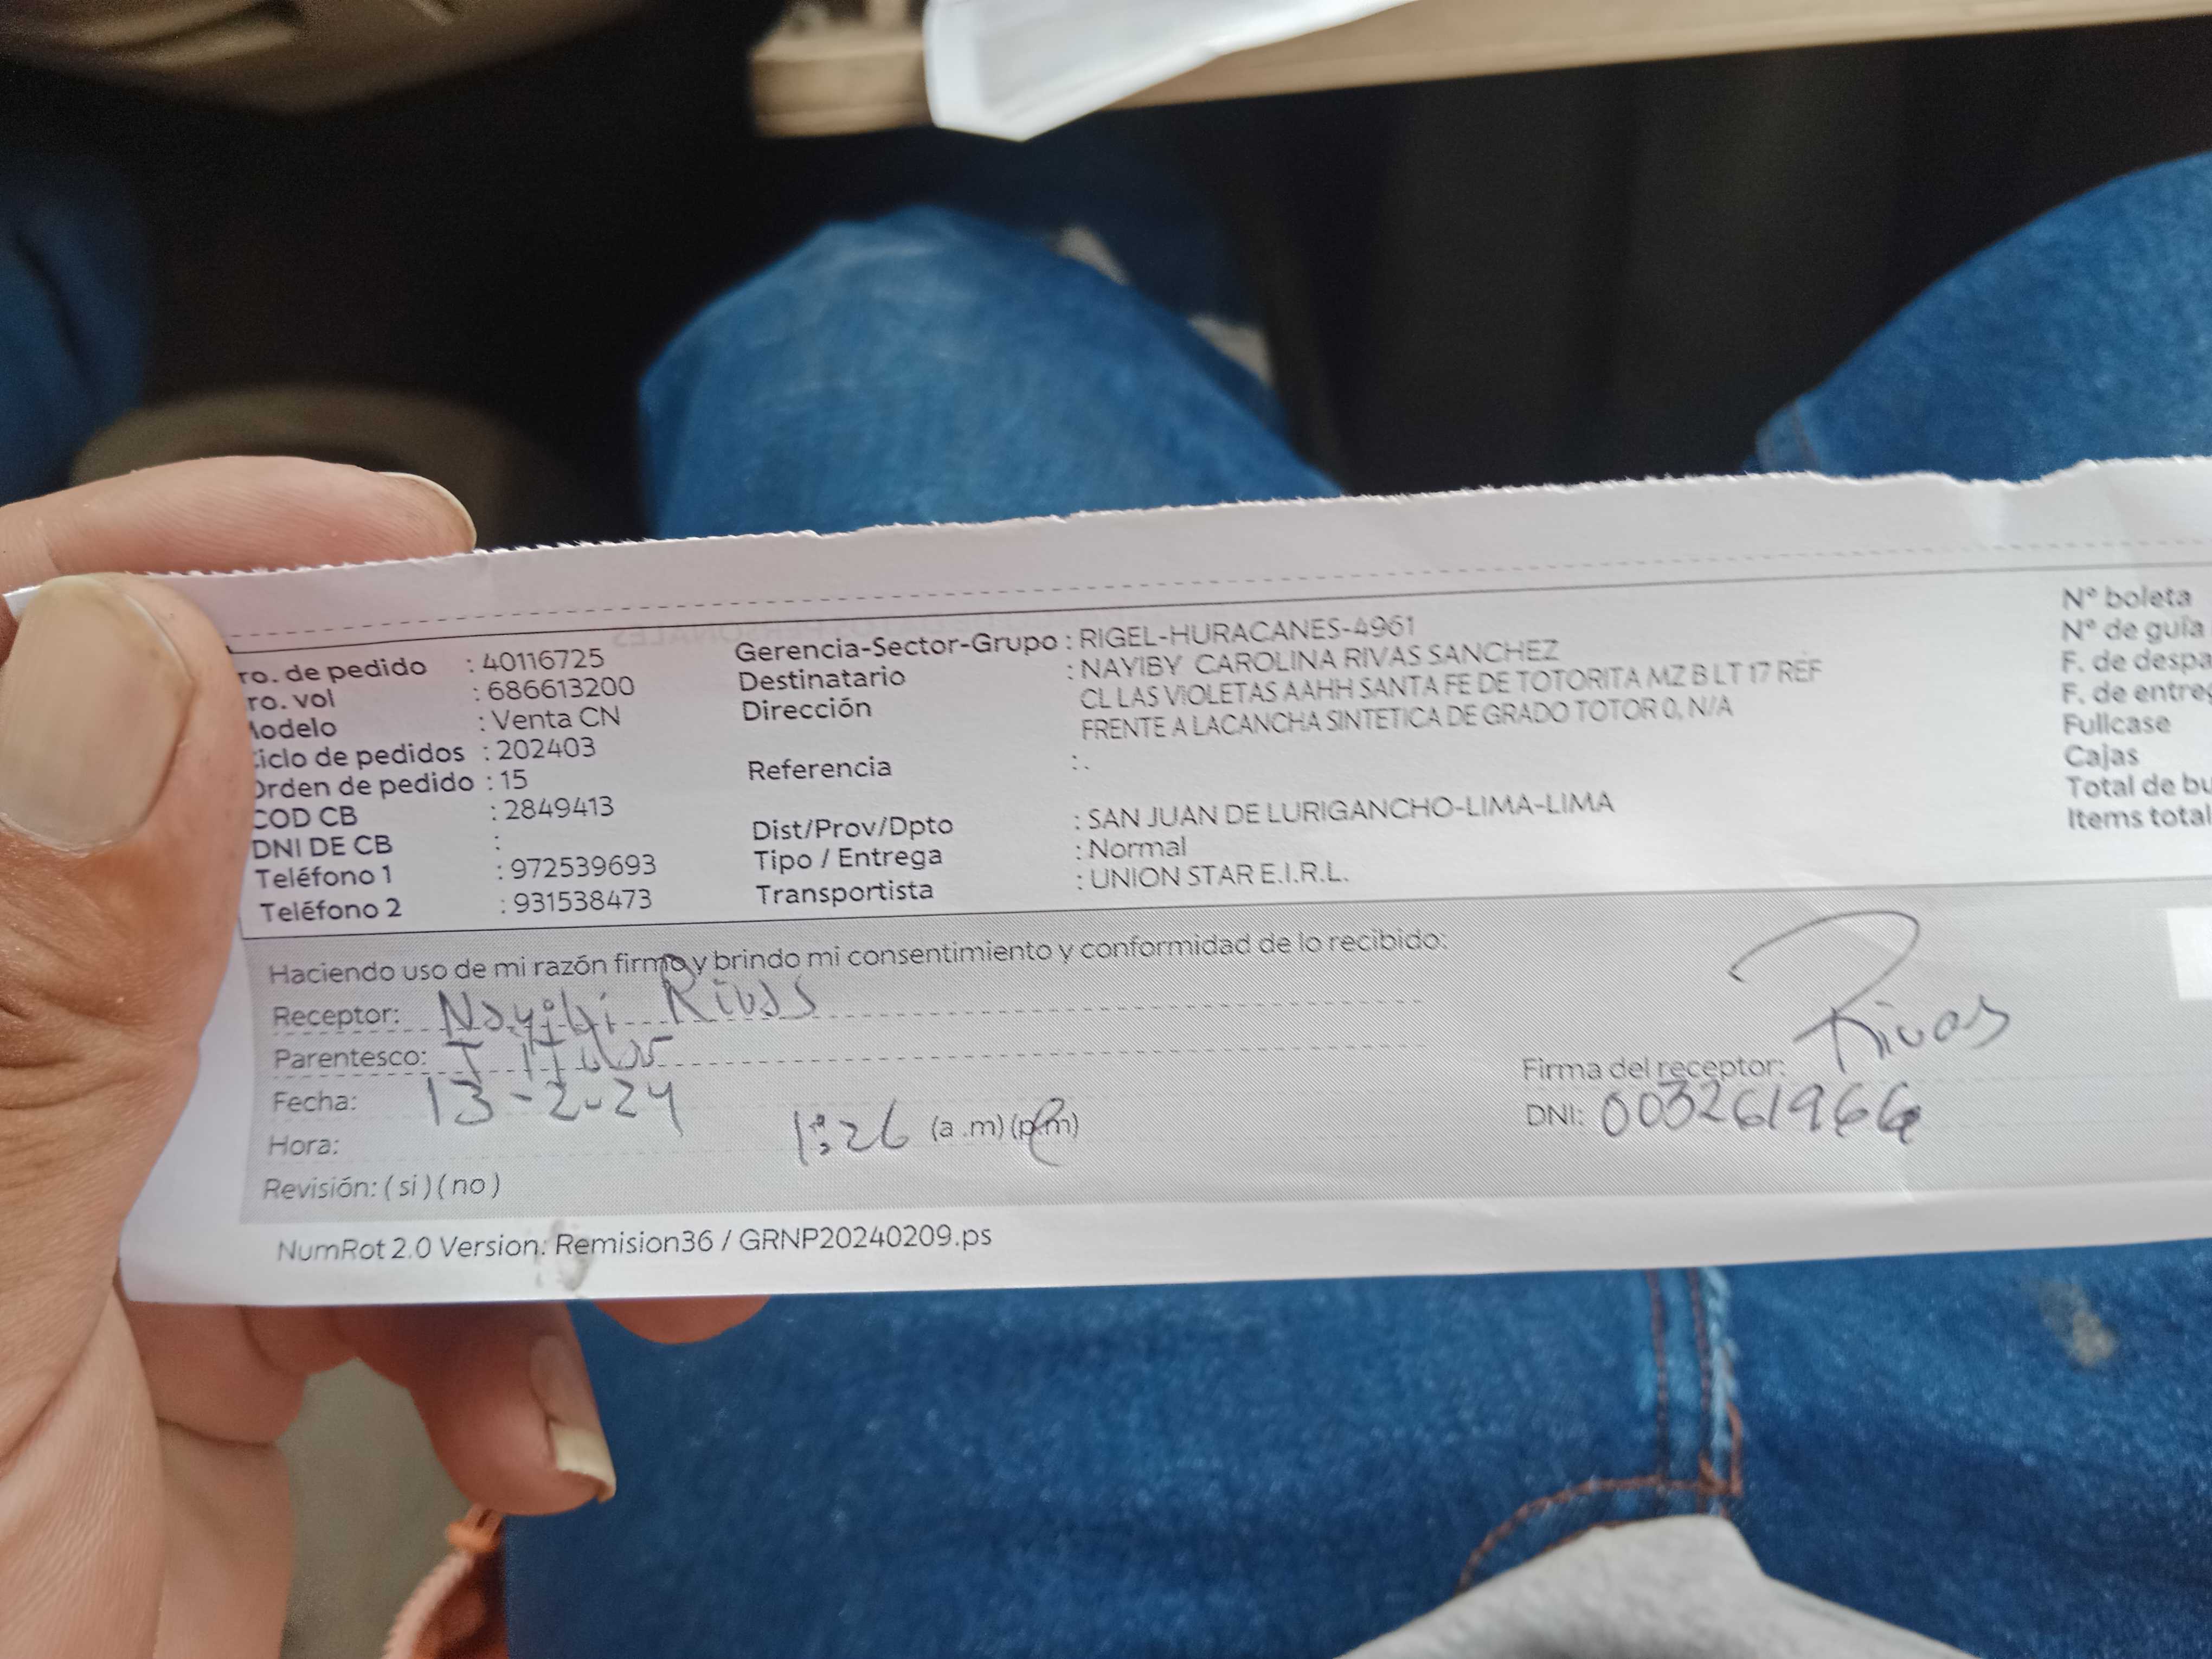 ro. de pedido : 40116725
ro. vol : 686613200
Modelo : Venta CN
Ciclo de pedidos : 202403
Orden de pedido : 15
COD CB : 2849413
DNI DE CB :
Teléfono 1 : 972539693
Teléfono 2 : 931538473
Gerencia-Sector-Grupo : RIGEL-HURACANES-4961
Destinatario : NAYIBY CAROLINA RIVAS SANCHEZ
Dirección CL LAS VIOLETAS AAHH SANTA FE DE TOTORITA MZ B LT 17 REF
FRENTE A LACANCHA SINTETICA DE GRADO TOTOR 0, N/A
Referencia : .
Dist/Prov/Dpto : SAN JUAN DE LURIGANCHO-LIMA-LIMA
Tipo / Entrega : Normal
Transportista : UNION STAR E.I.R.L.
N° boleta
N° de guía
F. de despa
F. de entreg
Fullcase
Cajas
Total de bu
Items total
Haciendo uso de mi razón firmo y brindo mi consentimiento y conformidad de lo recibido:
Receptor: Nayibi Rivas
Parentesco: Titular
Fecha: 13-2-24
Hora: 1:26 (a .m) (p.m)
Revisión: ( si ) ( no )
Rivas
Firma del receptor:
DNI: 003261966
NumRot 2.0 Version: Remision36 / GRNP20240209.ps